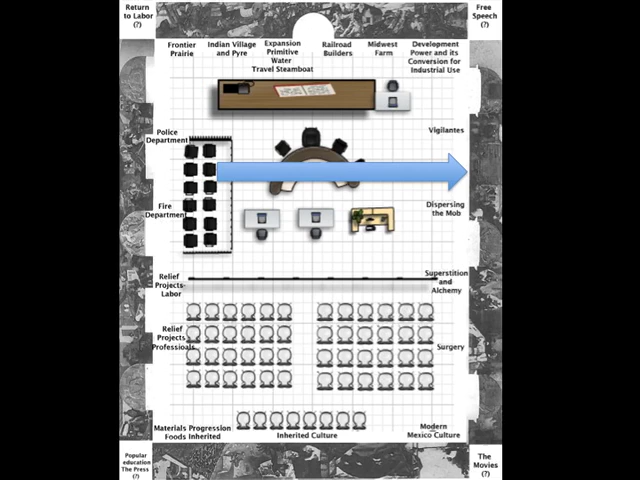 Return
to Labor
(?)
Free
Speech
(?)
Frontier
Prairie
Indian Village
and Pyre
Expansion
Primitive
Water
Travel Steamboat
Railroad
Builders
Midwest
Farm
Development
Power and its
Conversion for
Industrial Use
Police
Department
Vigilantes
Fire
Department
Dispersing
the Mob
Relief
Projects-
Labor
Superstition
and
Alchemy
Relief
Projects
Professionals
Surgery
Materials Progression
Foods Inherited
Inherited Culture
Modern
Mexico Culture
Popular
education
The Press
(?)
The
Movies
(?)